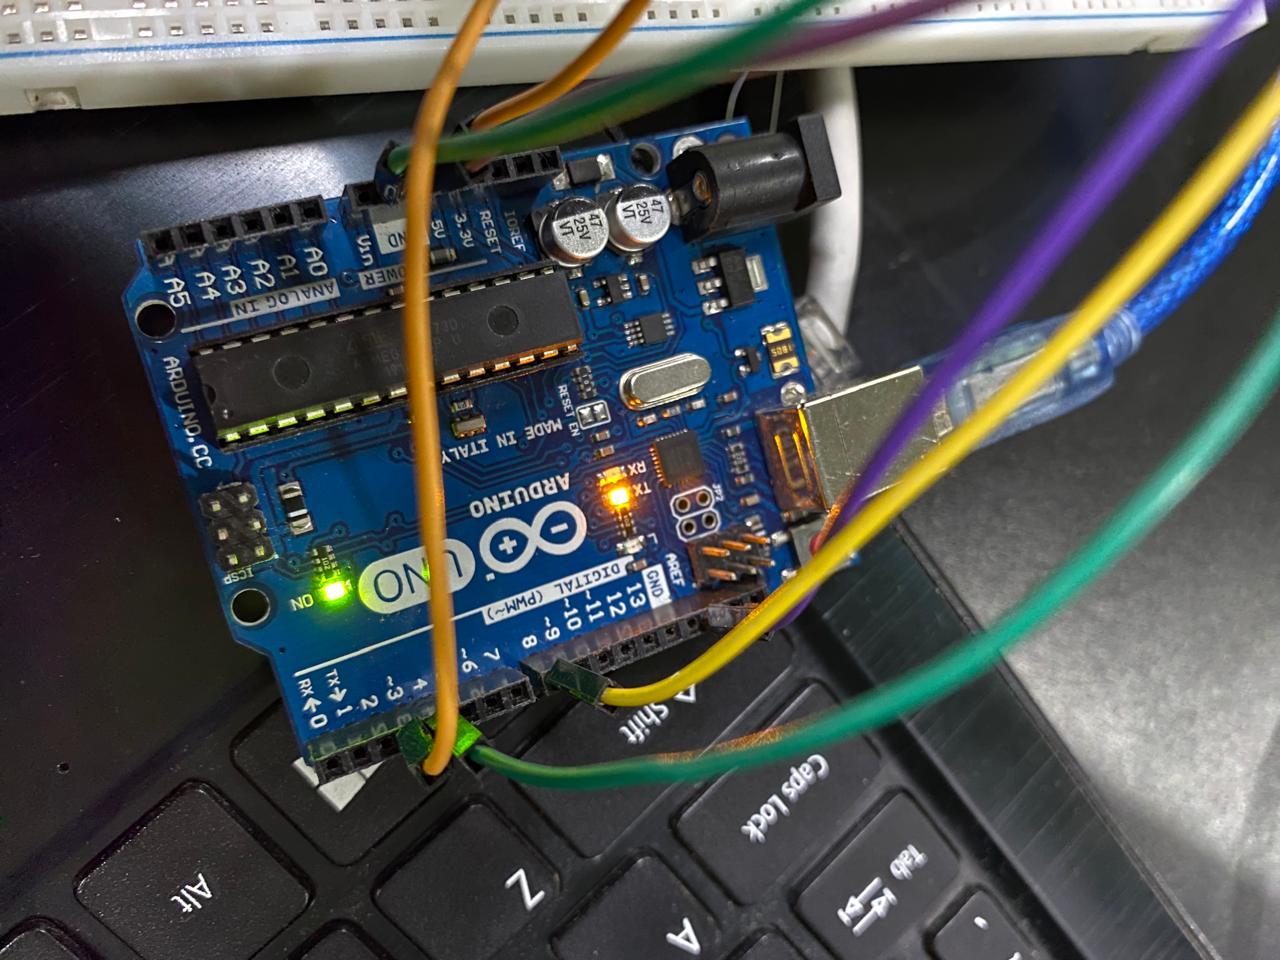 IOREF
RESET
3.3V
5V
ND
POWER
A0
A1
A2
A3
A4
A5
ANALOG IN
47
25V
VT
47
25V
VT
ARDUINO.CC
RESET EN
MADE IN ITALY
RX
TX
L
JP2
ARDUINO
UNO
ON
ICSP
DIGITAL (PWM~)
AREF
GND
13
12
~11
~10
~9
8
7
~6
4
~3
2
TX→1
RX←0
Shift
Caps Lock
Tab
Alt
Z
A